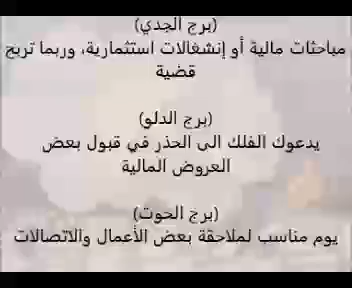 (برج الجدي)
مباحثات مالية أو إنشغالات استثمارية، وربما تربح
قضية
(برج الدلو)
يدعوك الفلك الى الحذر في قبول بعض
العروض المالية
(برج الحوت)
يوم مناسب لملاحقة بعض الأعمال والاتصالات